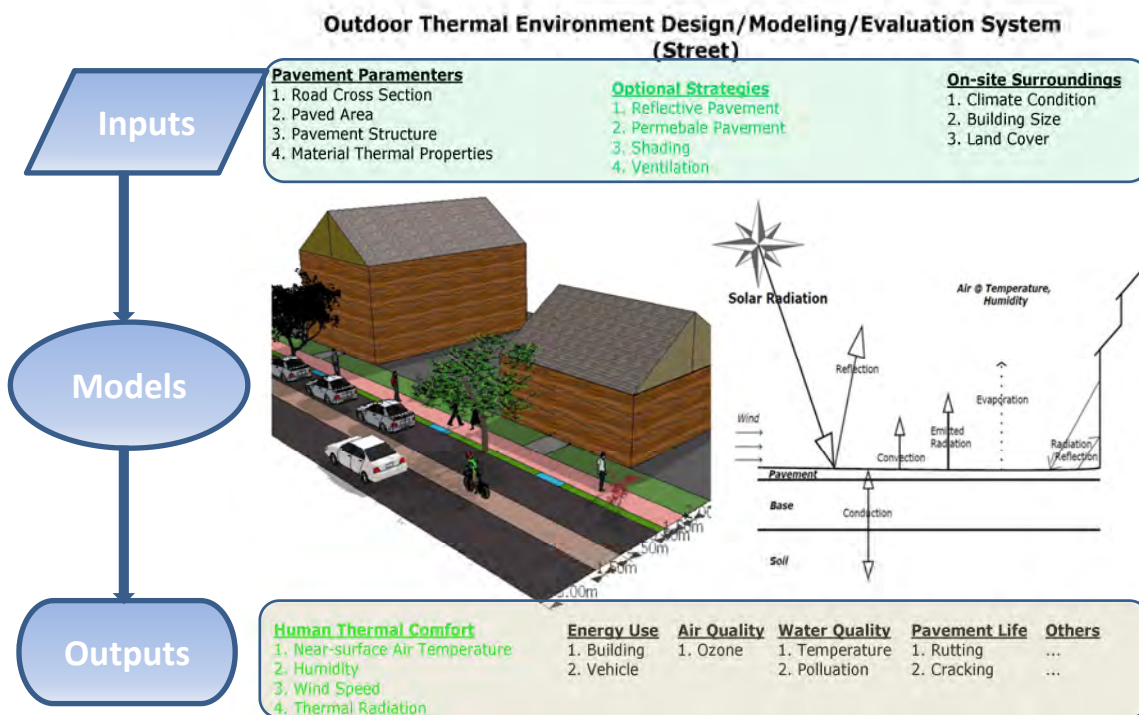 Outdoor Thermal Environment Design/Modeling/Evaluation System
(Street)
Inputs
Pavement Paramenters
1. Road Cross Section
2. Paved Area
3. Pavement Structure
4. Material Thermal Properties
Optional Strategies
1. Reflective Pavement
2. Permebale Pavement
3. Shading
4. Ventilation
On-site Surroundings
1. Climate Condition
2. Building Size
3. Land Cover
Models
Solar Radiation
Air @ Temperature,
Humidity
Reflection
Wind
Convection
Emitted
Radiation
Evaporation
Radiation
Reflection
Pavement
Base
Conduction
Soil
Outputs
Human Thermal Comfort
1. Near-surface Air Temperature
2. Humidity
3. Wind Speed
4. Thermal Radiation
Energy Use
1. Building
2. Vehicle
Air Quality
1. Ozone
Water Quality
1. Temperature
2. Polluation
Pavement Life
1. Rutting
2. Cracking
Others
...
...